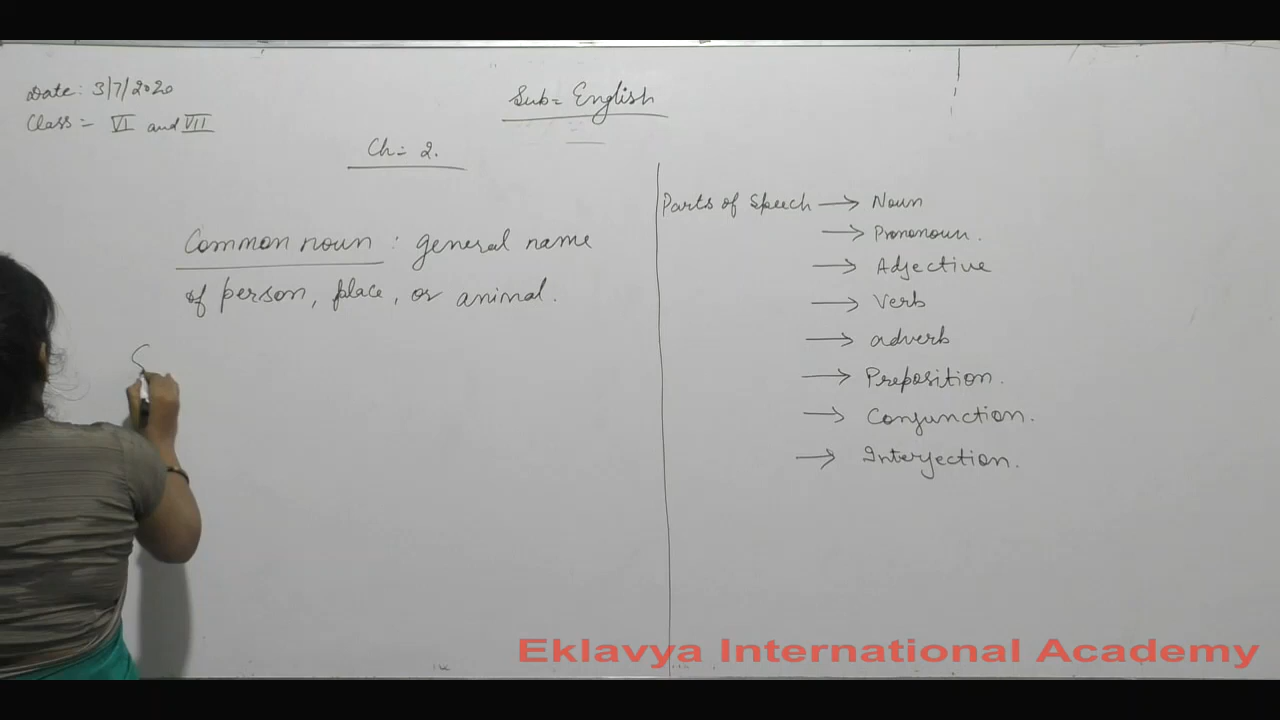 Date: 3/7/2020
Class = VI and VII
Sub = English
Ch = 2.
Common noun : general name
of person, place, or animal.
S
Parts of Speech → Noun
→ Prononoun.
→ Adjective
→ Verb
→ adverb
→ Preposition.
→ Conjunction.
→ Interjection.
Eklavya International Academy